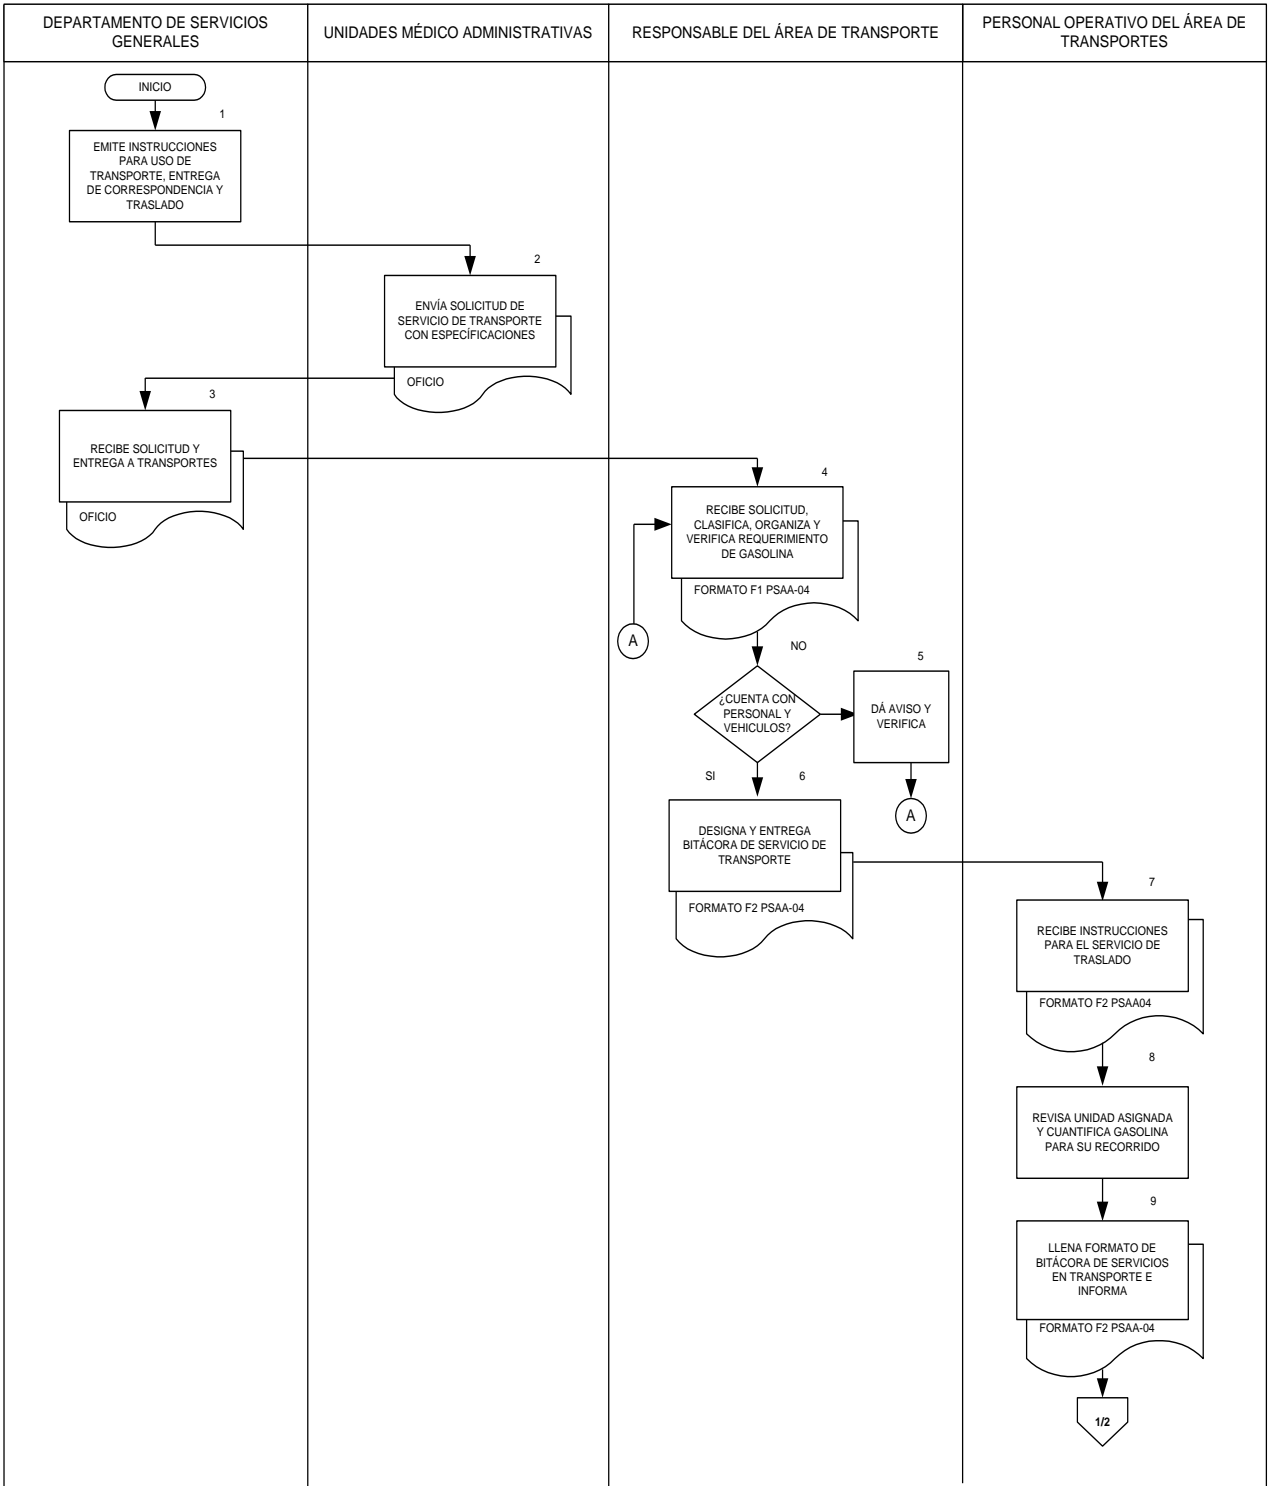 DEPARTAMENTO DE SERVICIOS
GENERALES
UNIDADES MÉDICO ADMINISTRATIVAS
RESPONSABLE DEL ÁREA DE TRANSPORTE
PERSONAL OPERATIVO DEL ÁREA DE
TRANSPORTES
INICIO
1
EMITE INSTRUCCIONES
PARA USO DE
TRANSPORTE, ENTREGA
DE CORRESPONDENCIA Y
TRASLADO
2
ENVÍA SOLICITUD DE
SERVICIO DE TRANSPORTE
CON ESPECÍFICACIONES
OFICIO
3
RECIBE SOLICITUD Y
ENTREGA A TRANSPORTES
OFICIO
4
RECIBE SOLICITUD,
CLASIFICA, ORGANIZA Y
VERIFICA REQUERIMIENTO
DE GASOLINA
FORMATO F1 PSAA-04
A
NO
¿CUENTA CON
PERSONAL Y
VEHICULOS?
5
DÁ AVISO Y
VERIFICA
A
SI
6
DESIGNA Y ENTREGA
BITÁCORA DE SERVICIO DE
TRANSPORTE
FORMATO F2 PSAA-04
7
RECIBE INSTRUCCIONES
PARA EL SERVICIO DE
TRASLADO
FORMATO F2 PSAA04
8
REVISA UNIDAD ASIGNADA
Y CUANTIFICA GASOLINA
PARA SU RECORRIDO
9
LLENA FORMATO DE
BITÁCORA DE SERVICIOS
EN TRANSPORTE E
INFORMA
FORMATO F2 PSAA-04
1/2